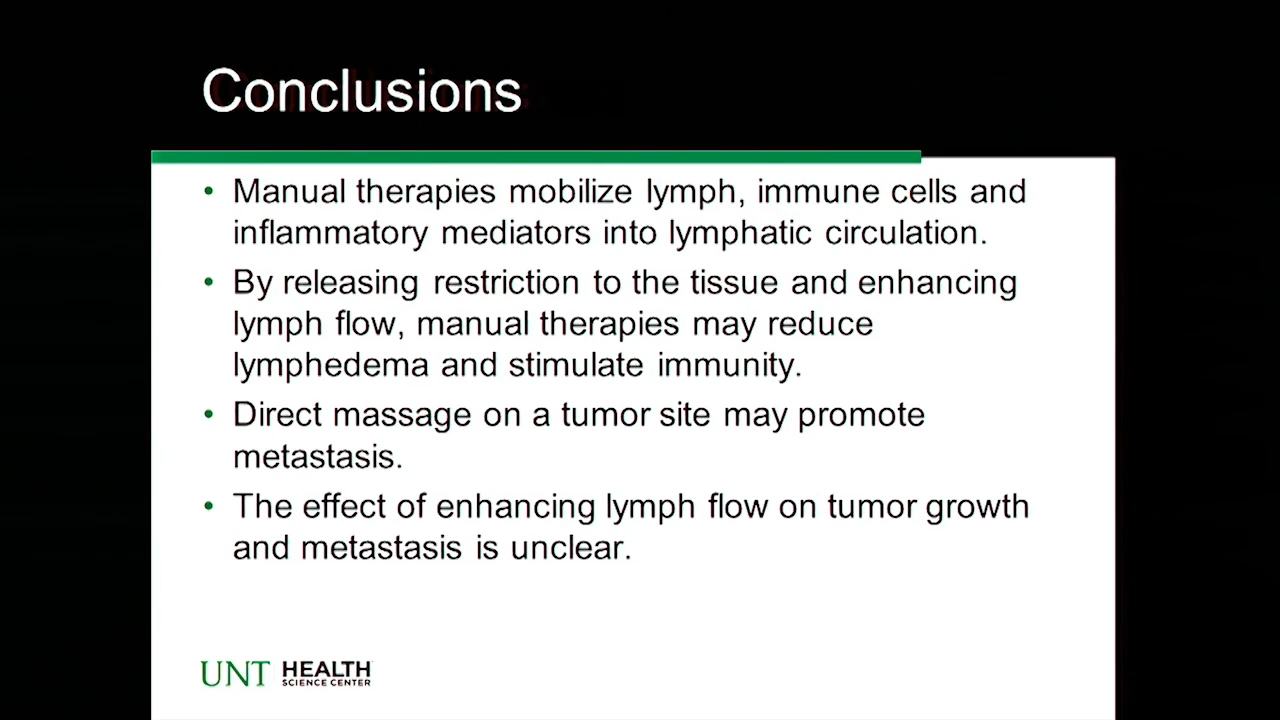 Conclusions
• Manual therapies mobilize lymph, immune cells and
inflammatory mediators into lymphatic circulation.
• By releasing restriction to the tissue and enhancing
lymph flow, manual therapies may reduce
lymphedema and stimulate immunity.
• Direct massage on a tumor site may promote
metastasis.
• The effect of enhancing lymph flow on tumor growth
and metastasis is unclear.
UNT HEALTH
SCIENCE CENTER